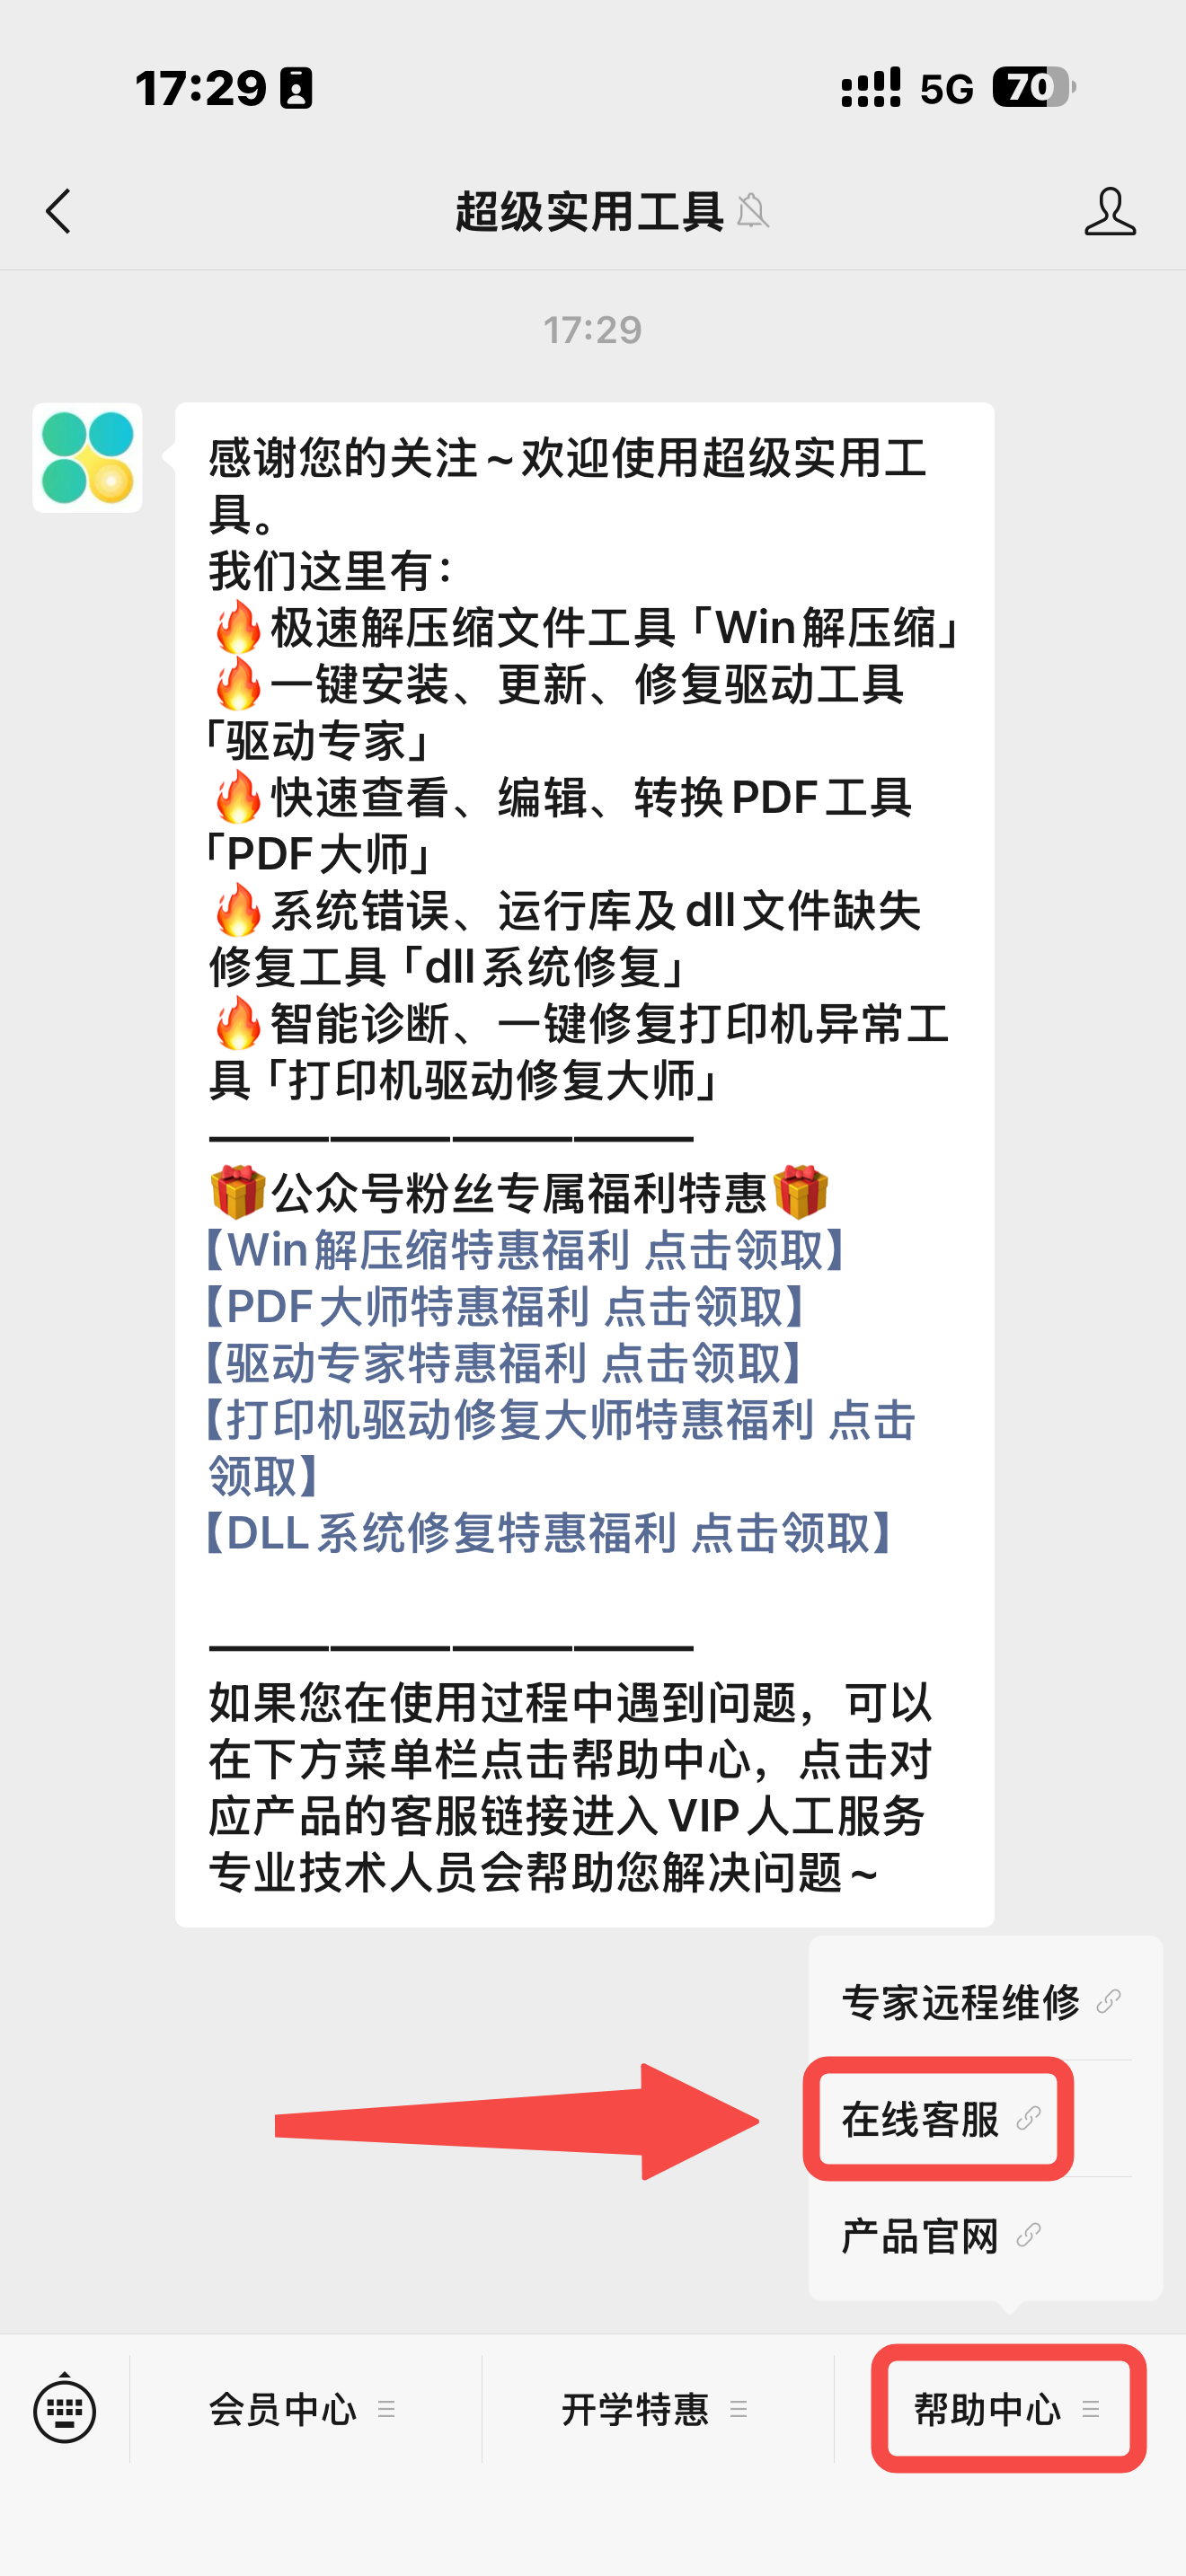 17:29
5G 70
超级实用工具
17:29
感谢您的关注~欢迎使用超级实用工
具。
我们这里有：
🔥极速解压缩文件工具「Win解压缩」
🔥一键安装、更新、修复驱动工具
「驱动专家」
🔥快速查看、编辑、转换PDF工具
「PDF大师」
🔥系统错误、运行库及dll文件缺失
修复工具「dll系统修复」
🔥智能诊断、一键修复打印机异常工
具「打印机驱动修复大师」
————————————
🎁公众号粉丝专属福利特惠🎁
【Win解压缩特惠福利 点击领取】
【PDF大师特惠福利 点击领取】
【驱动专家特惠福利 点击领取】
【打印机驱动修复大师特惠福利 点击
领取】
【DLL系统修复特惠福利 点击领取】
————————————
如果您在使用过程中遇到问题，可以
在下方菜单栏点击帮助中心，点击对
应产品的客服链接进入VIP人工服务
专业技术人员会帮助您解决问题~
专家远程维修
在线客服
产品官网
会员中心
开学特惠
帮助中心